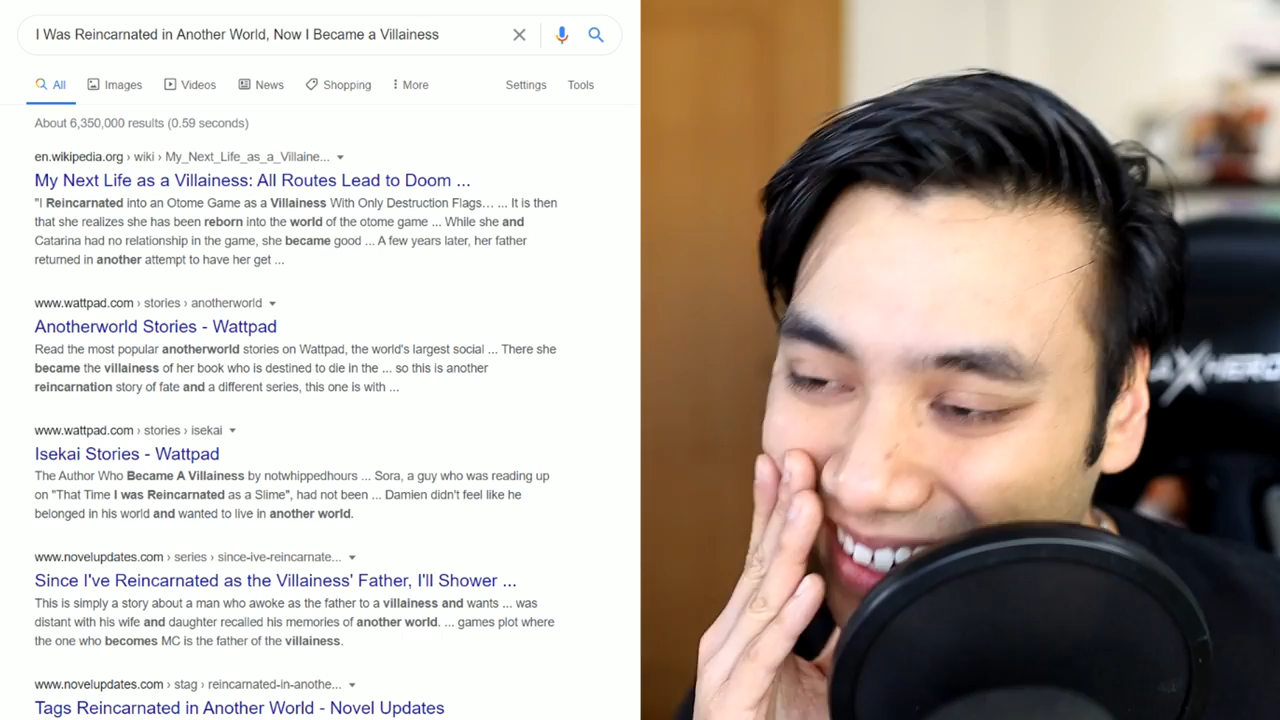 I Was Reincarnated in Another World, Now I Became a Villainess
All
Images
Videos
News
Shopping
More
Settings
Tools
About 6,350,000 results (0.59 seconds)
en.wikipedia.org › wiki › My_Next_Life_as_a_Villaine...
My Next Life as a Villainess: All Routes Lead to Doom ...
"I Reincarnated into an Otome Game as a Villainess With Only Destruction Flags… ... It is then
that she realizes she has been reborn into the world of the otome game ... While she and
Catarina had no relationship in the game, she became good ... A few years later, her father
returned in another attempt to have her get ...
www.wattpad.com › stories › anotherworld
Anotherworld Stories - Wattpad
Read the most popular anotherworld stories on Wattpad, the world's largest social ... There she
became the villainess of her book who is destined to die in the ... so this is another
reincarnation story of fate and a different series, this one is with ...
www.wattpad.com › stories › isekai
Isekai Stories - Wattpad
The Author Who Became A Villainess by notwhippedhours ... Sora, a guy who was reading up
on "That Time I was Reincarnated as a Slime", had not been ... Damien didn't feel like he
belonged in his world and wanted to live in another world.
www.novelupdates.com › series › since-ive-reincarnate...
Since I've Reincarnated as the Villainess' Father, I'll Shower ...
This is simply a story about a man who awoke as the father to a villainess and wants ... was
distant with his wife and daughter recalled his memories of another world. ... games plot where
the one who becomes MC is the father of the villainess.
www.novelupdates.com › stag › reincarnated-in-anothe...
Tags Reincarnated in Another World - Novel Updates